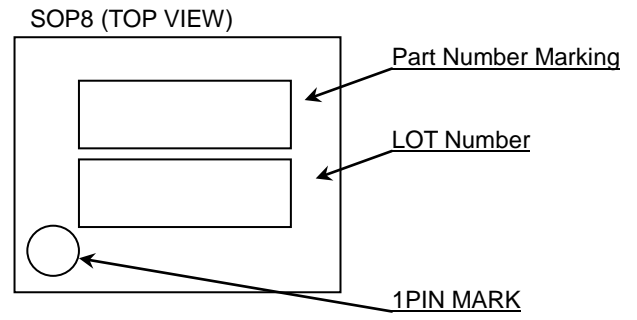 SOP8 (TOP VIEW)
Part Number Marking
LOT Number
1PIN MARK